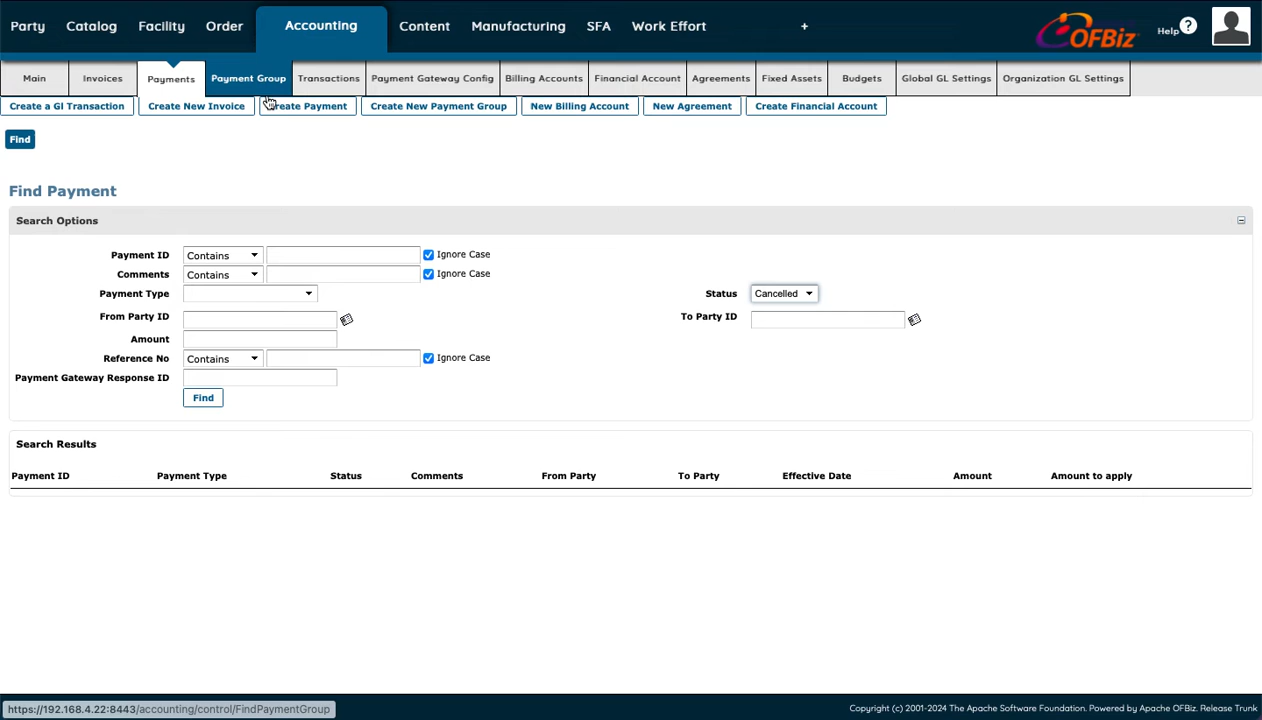 Party Catalog Facility Order Accounting Content Manufacturing SFA Work Effort + OFBiz Help ?
Main Invoices Payments Payment Group Transactions Payment Gateway Config Billing Accounts Financial Account Agreements Fixed Assets Budgets Global GL Settings Organization GL Settings
Create a Gl Transaction Create New Invoice Create Payment Create New Payment Group New Billing Account New Agreement Create Financial Account
Find
Find Payment
Search Options
Payment ID Contains Ignore Case
Comments Contains Ignore Case
Payment Type Status Cancelled
From Party ID To Party ID
Amount
Reference No Contains Ignore Case
Payment Gateway Response ID
Find
Search Results
Payment ID Payment Type Status Comments From Party To Party Effective Date Amount Amount to apply
https://192.168.4.22:8443/accounting/control/FindPaymentGroup Copyright (c) 2001-2024 The Apache Software Foundation. Powered by Apache OFBiz. Release Trunk